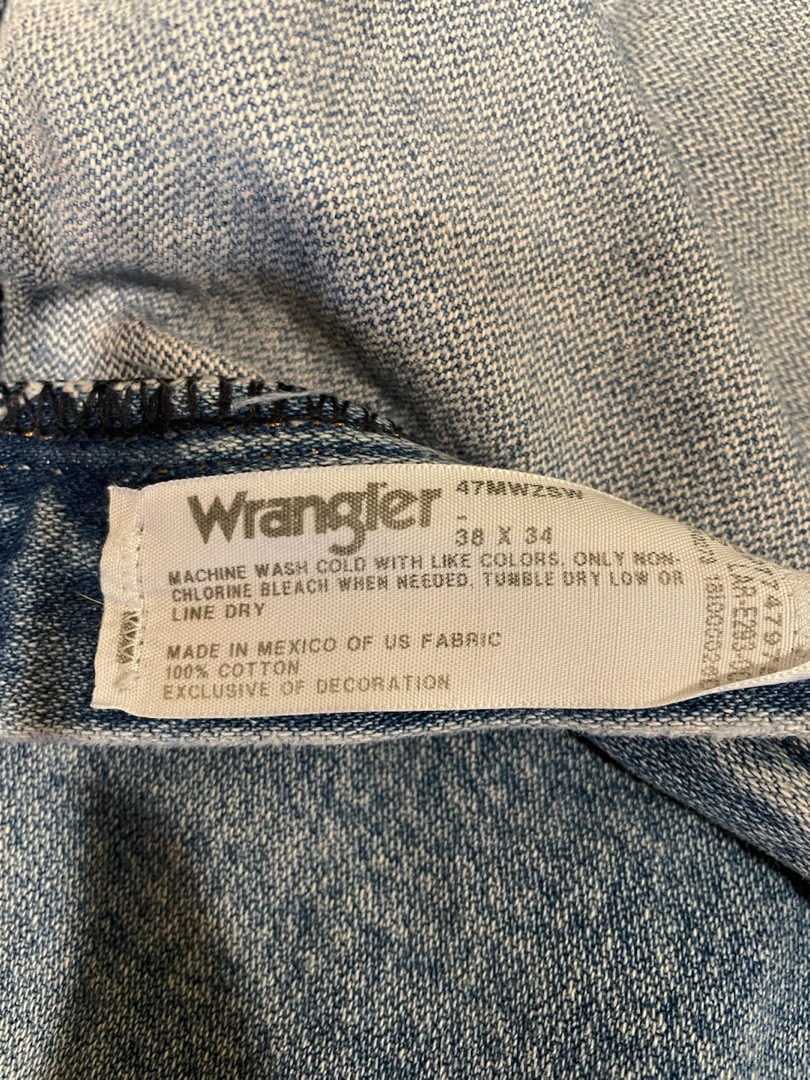 Wrangler
47MWZSW
-
38 X 34
MACHINE WASH COLD WITH LIKE COLORS, ONLY NON-
CHLORINE BLEACH WHEN NEEDED. TUMBLE DRY LOW OR
LINE DRY
MADE IN MEXICO OF US FABRIC
100% COTTON
EXCLUSIVE OF DECORATION